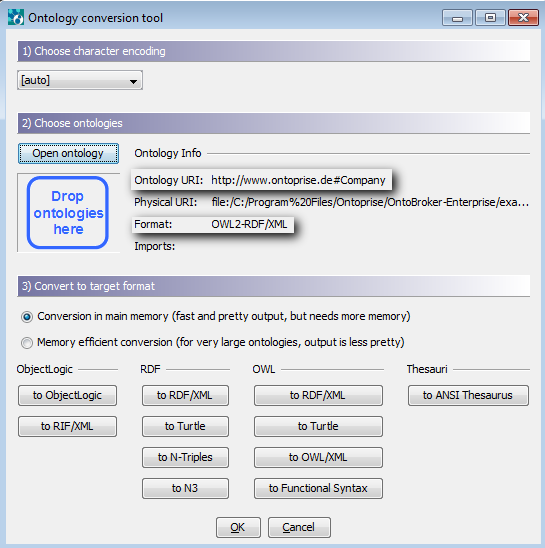 Ontology conversion tool
1) Choose character encoding
[auto]
2) Choose ontologies
Open ontology
Ontology Info
Drop
ontologies
here
Ontology URI: http://www.ontoprise.de#Company
Physical URI: file:/C:/Program%20Files/Ontoprise/OntoBroker-Enterprise/exa...
Format: OWL2-RDF/XML
Imports:
3) Convert to target format
Conversion in main memory (fast and pretty output, but needs more memory)
Memory efficient conversion (for very large ontologies, output is less pretty)
ObjectLogic RDF OWL Thesauri
to ObjectLogic to RDF/XML to RDF/XML to ANSI Thesaurus
to RIF/XML to Turtle to Turtle
to N-Triples to OWL/XML
to N3 to Functional Syntax
OK Cancel